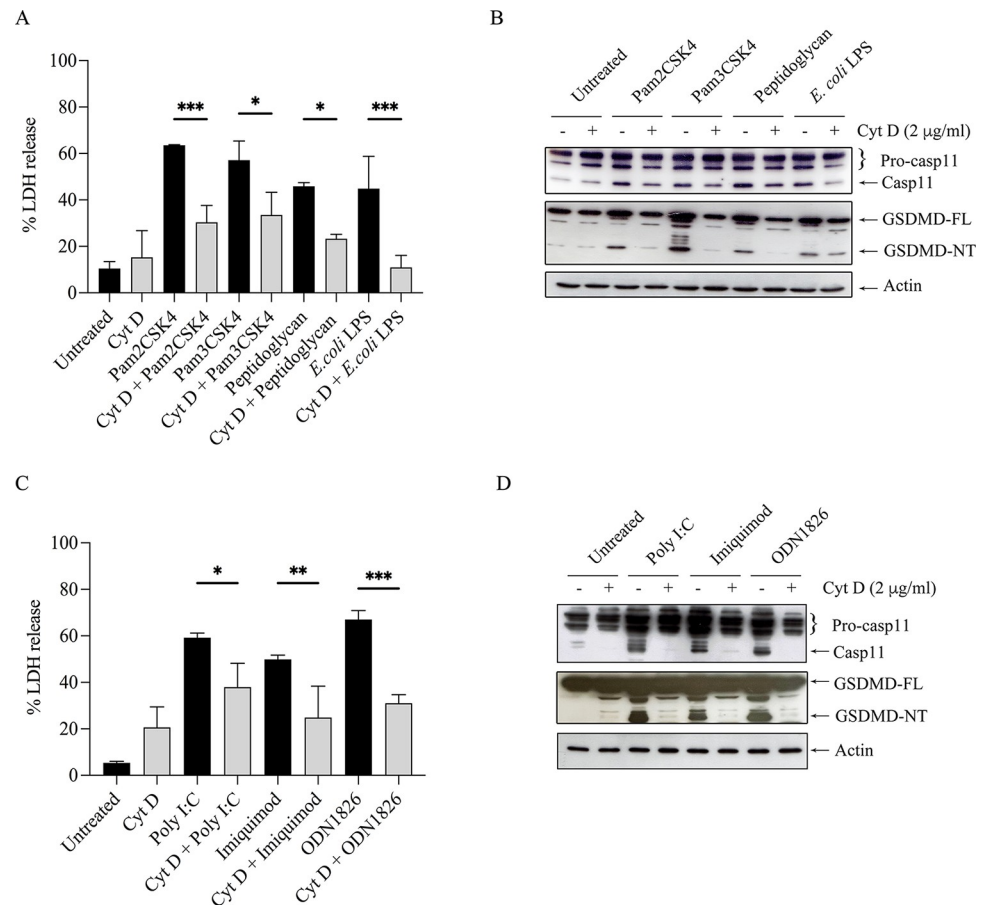 A
% LDH release
100
80
60
40
20
0
***
*
*
***
Untreated
Cyt D
Pam2CSK4
Cyt D + Pam2CSK4
Pam3CSK4
Cyt D + Pam3CSK4
Peptidoglycan
Cyt D + Peptidoglycan
E.coli LPS
Cyt D + E.coli LPS
B
Untreated
Pam2CSK4
Pam3CSK4
Peptidoglycan
E. coli LPS
- + - + - + - + - + Cyt D (2 µg/ml)
} Pro-casp11
← Casp11
← GSDMD-FL
← GSDMD-NT
← Actin
C
% LDH release
100
80
60
40
20
0
*
**
***
Untreated
Cyt D
Poly I:C
Cyt D + Poly I:C
Imiquimod
Cyt D + Imiquimod
ODN1826
Cyt D + ODN1826
D
Untreated
Poly I:C
Imiquimod
ODN1826
- + - + - + - + Cyt D (2 µg/ml)
} Pro-casp11
← Casp11
← GSDMD-FL
← GSDMD-NT
← Actin